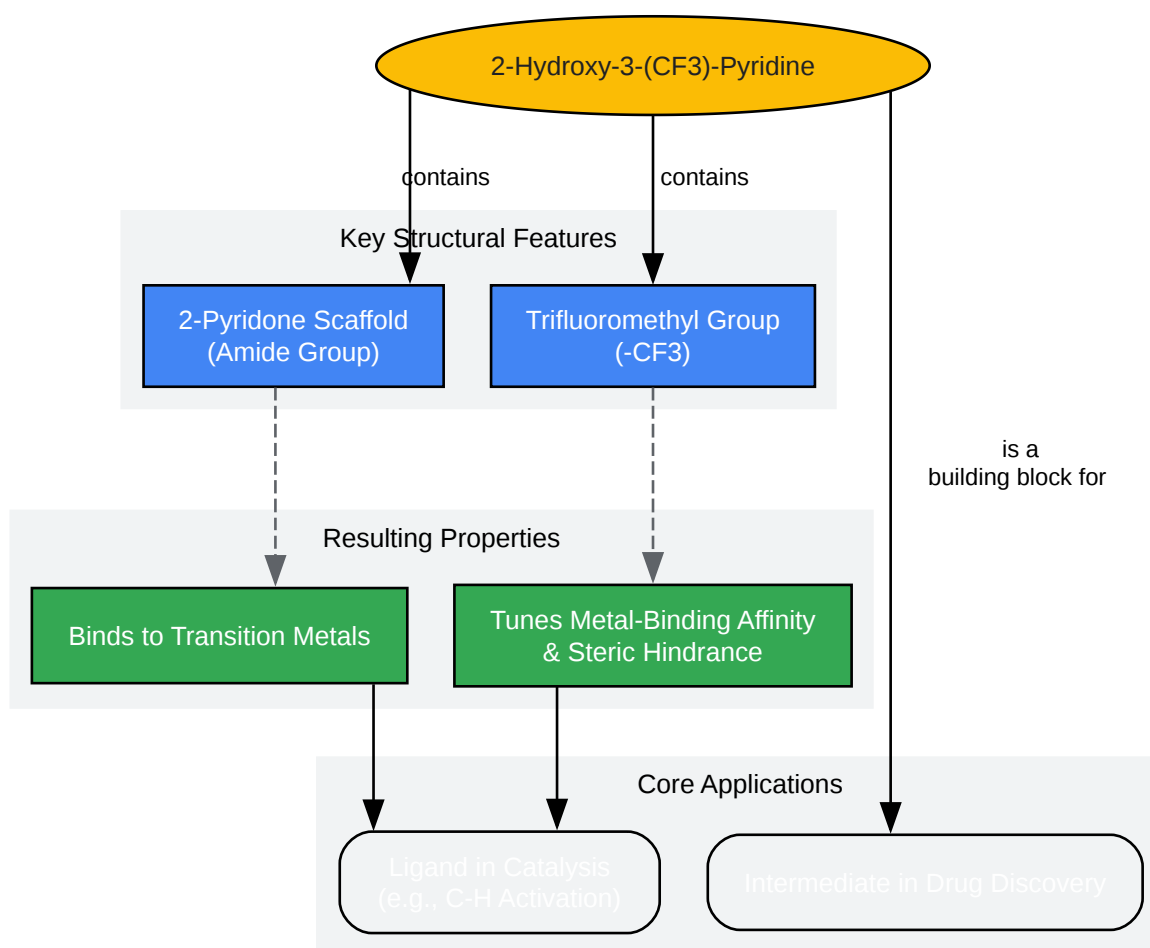 2-Hydroxy-3-(CF3)-Pyridine
contains
contains
Key Structural Features
2-Pyridone Scaffold
(Amide Group)
Trifluoromethyl Group
(-CF3)
is a
building block for
Resulting Properties
Binds to Transition Metals
Tunes Metal-Binding Affinity
& Steric Hindrance
Core Applications
Ligand in Catalysis
(e.g., C-H Activation)
Intermediate in Drug Discovery